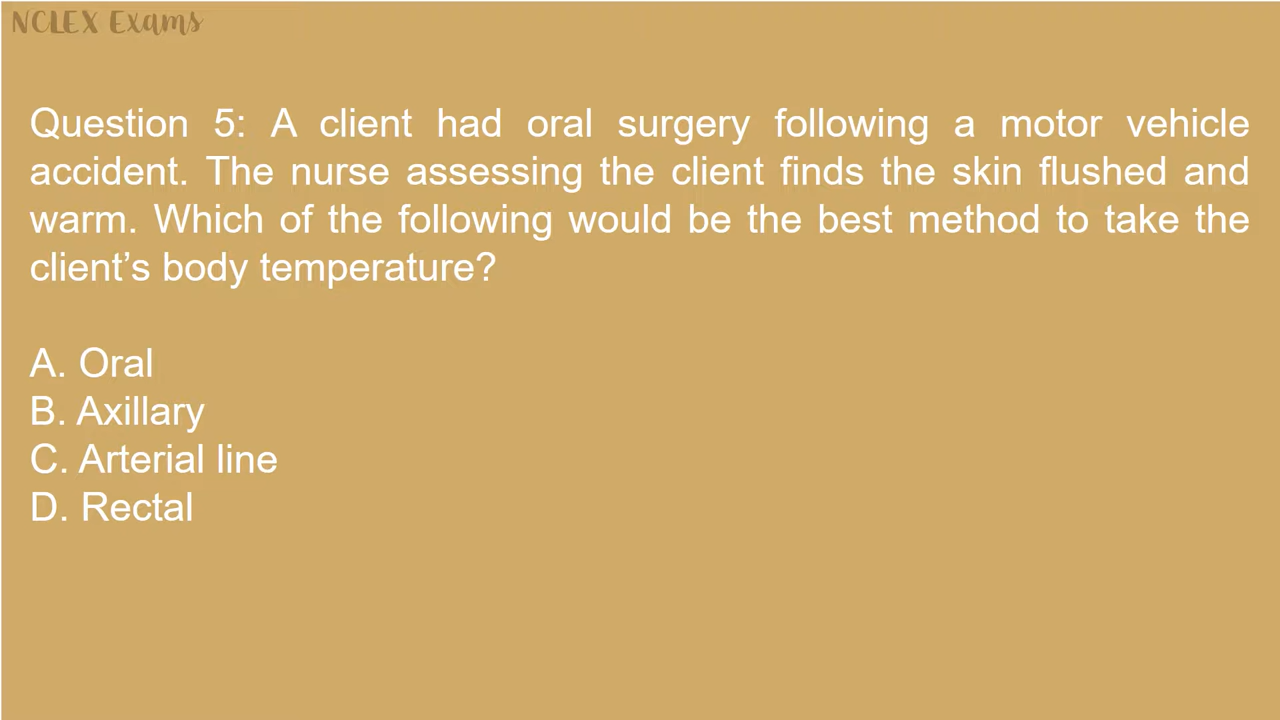 NCLEX Exams
Question 5: A client had oral surgery following a motor vehicle
accident. The nurse assessing the client finds the skin flushed and
warm. Which of the following would be the best method to take the
client’s body temperature?
A. Oral
B. Axillary
C. Arterial line
D. Rectal